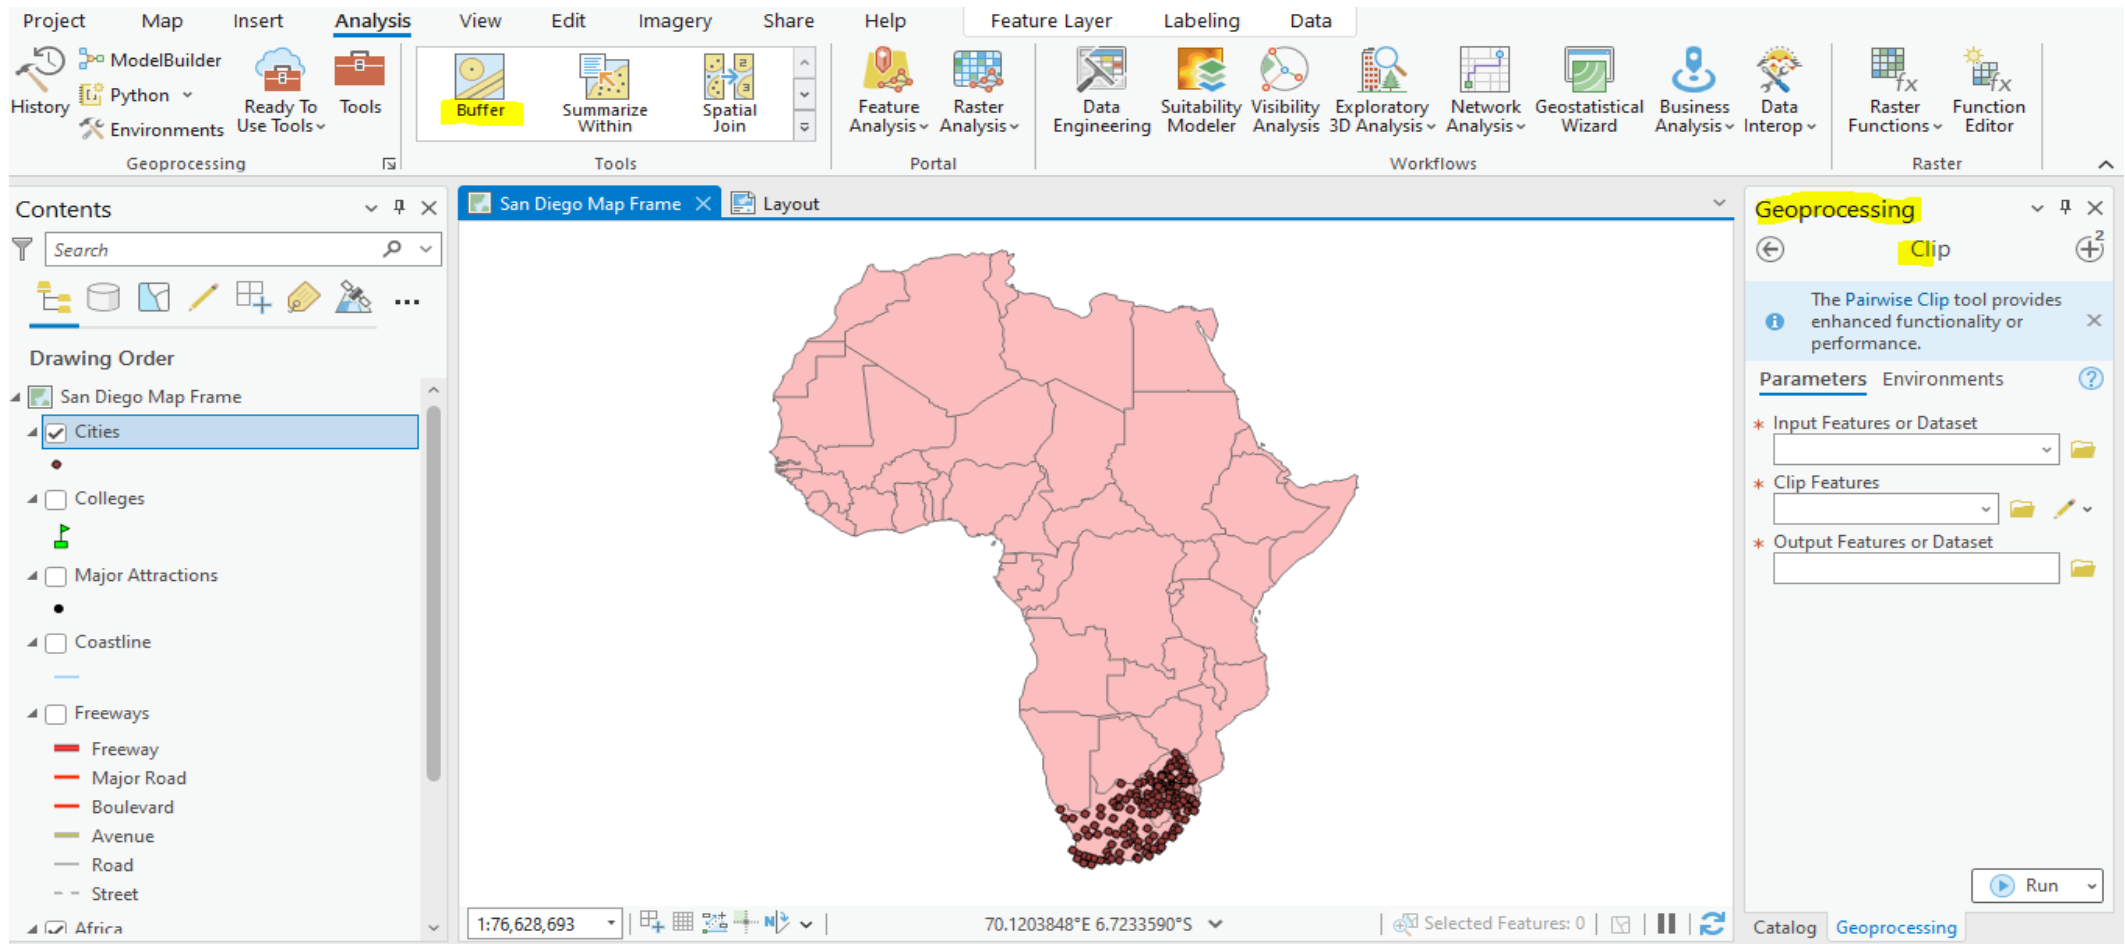 Project Map Insert Analysis View Edit Imagery Share Help Feature Layer Labeling Data
History
ModelBuilder
Python
Environments
Ready To
Use Tools
Tools
Geoprocessing
Buffer
Summarize
Within
Spatial
Join
Tools
Feature
Analysis
Raster
Analysis
Portal
Data
Engineering
Suitability
Modeler
Visibility
Analysis
Exploratory
3D Analysis
Network
Analysis
Geostatistical
Wizard
Business
Analysis
Data
Interop
Workflows
Raster
Functions
Function
Editor
Raster
Contents
Search
Drawing Order
San Diego Map Frame
Cities
Colleges
Major Attractions
Coastline
Freeways
Freeway
Major Road
Boulevard
Avenue
Road
Street
Africa
San Diego Map Frame
Layout
1:76,628,693
70.1203848°E 6.7233590°S
Selected Features: 0
Geoprocessing
Clip
2
The Pairwise Clip tool provides
enhanced functionality or
performance.
Parameters Environments
* Input Features or Dataset
* Clip Features
* Output Features or Dataset
Run
Catalog Geoprocessing